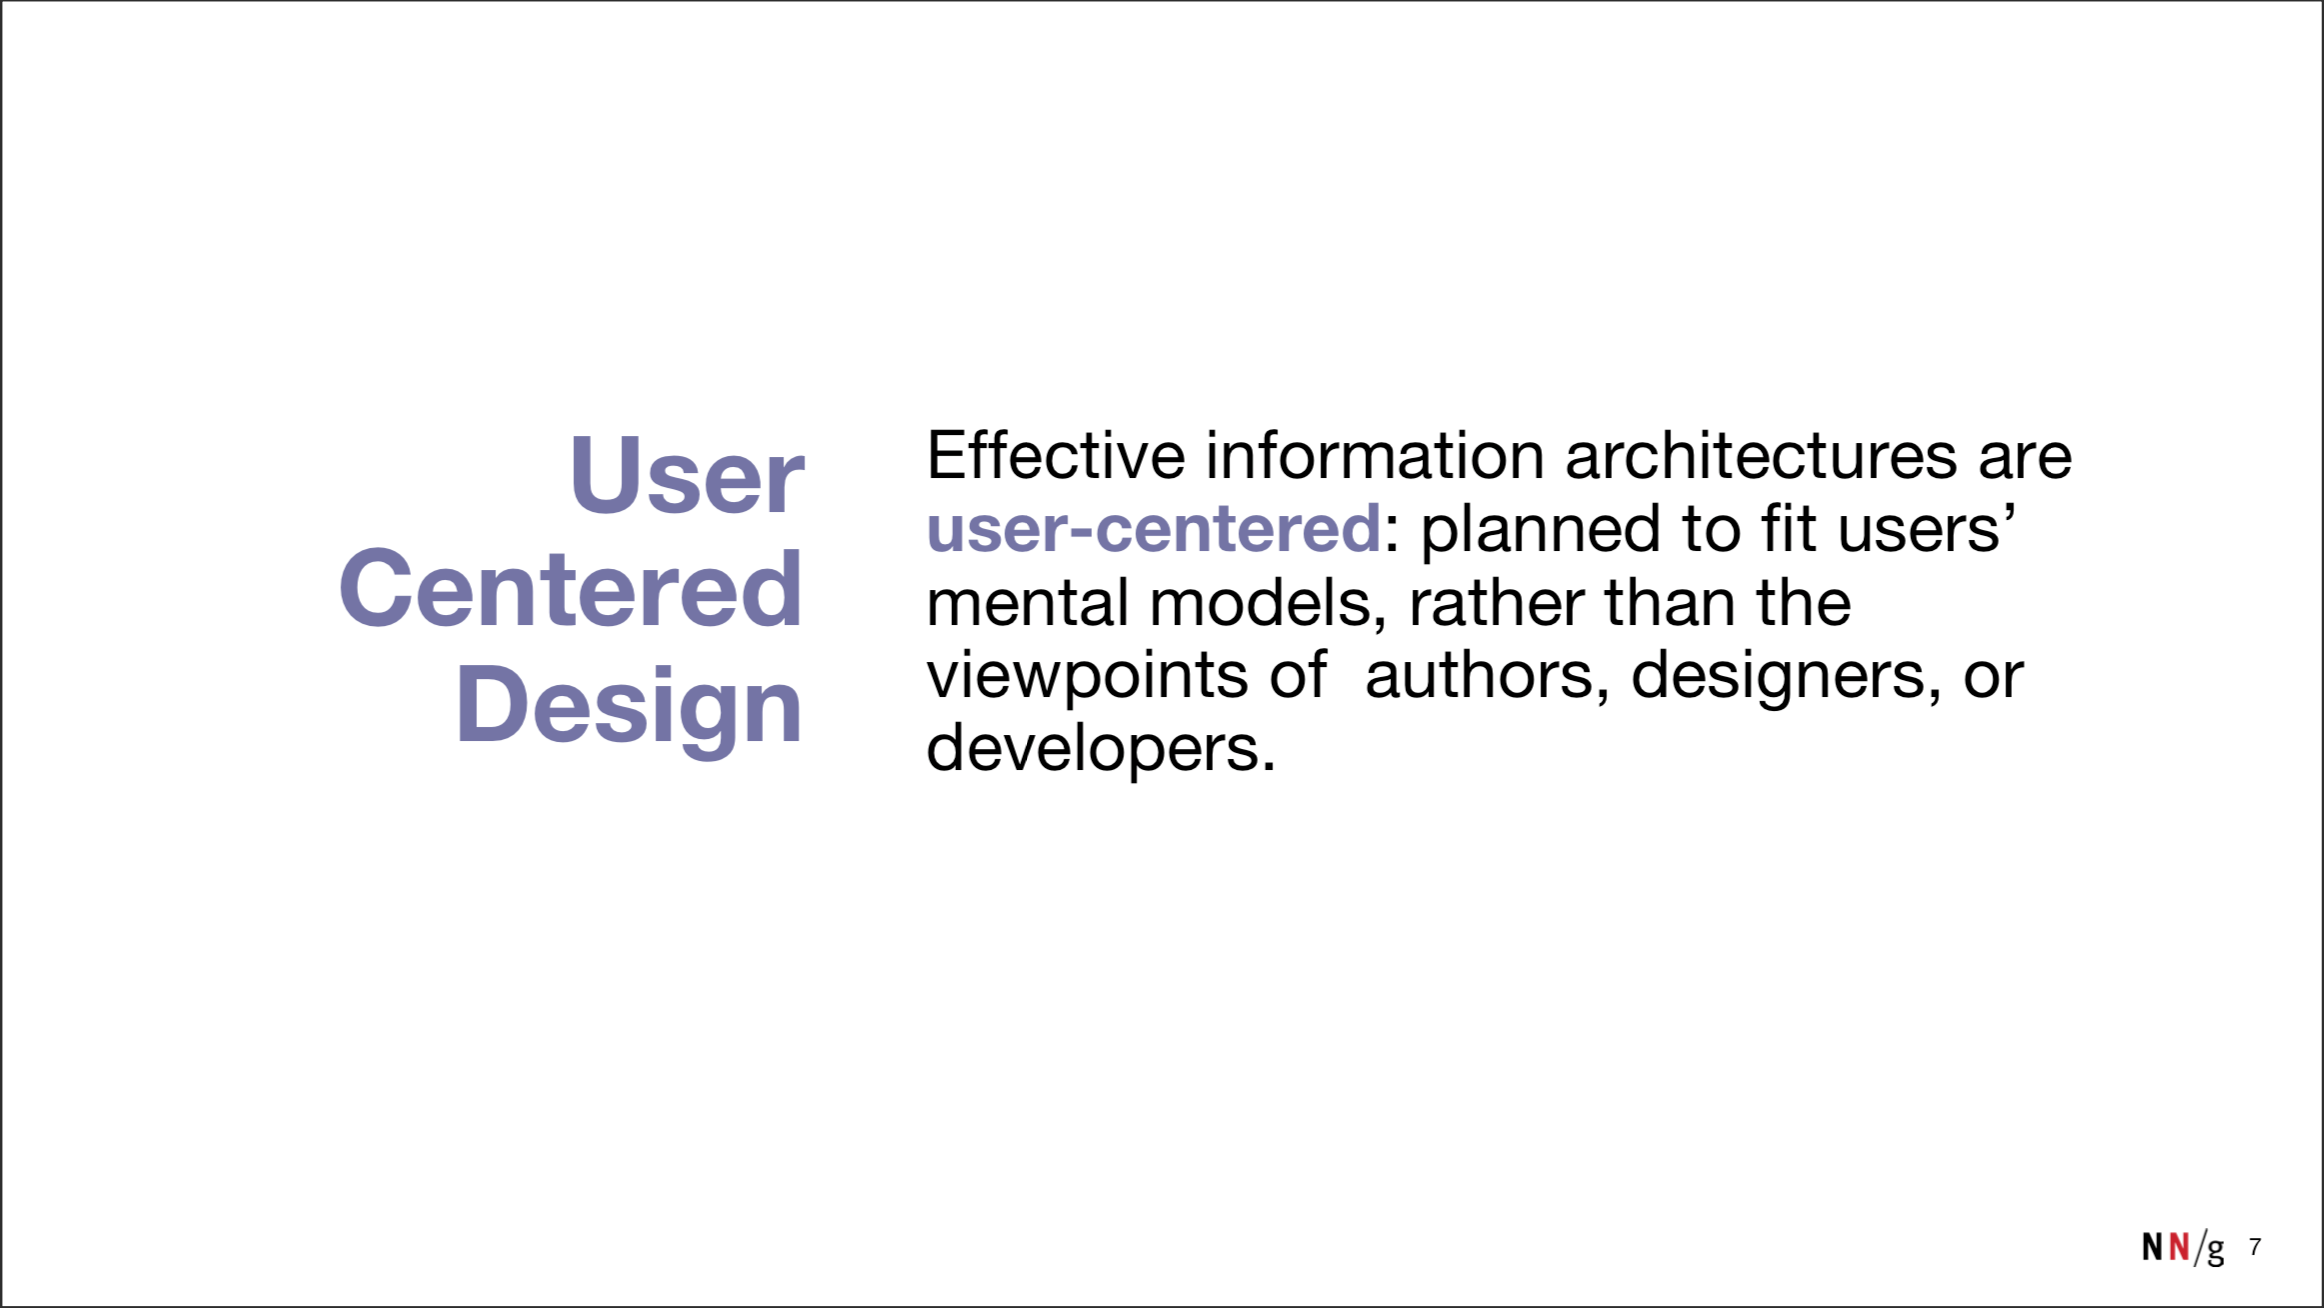 User
Centered
Design
Effective information architectures are
user-centered: planned to fit users’
mental models, rather than the
viewpoints of  authors, designers, or
developers.
NN/g 7